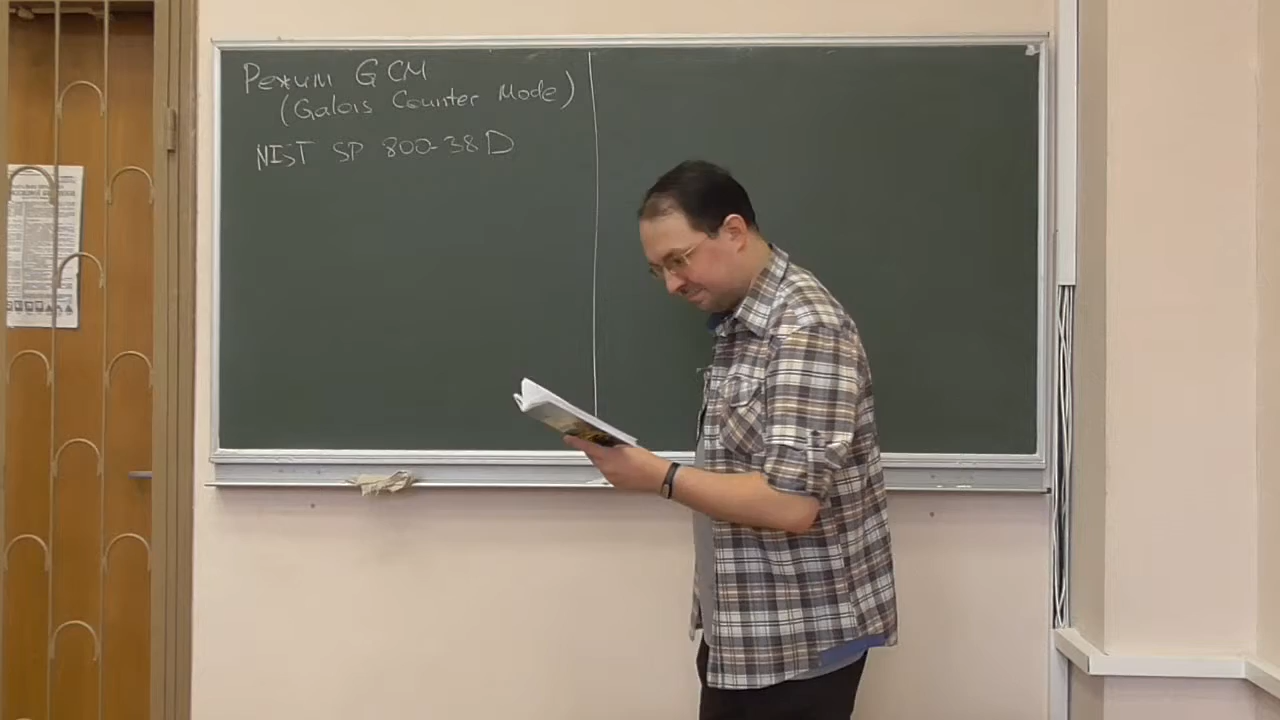 Режим GCM
(Galois Counter Mode)
NIST SP 800-38D